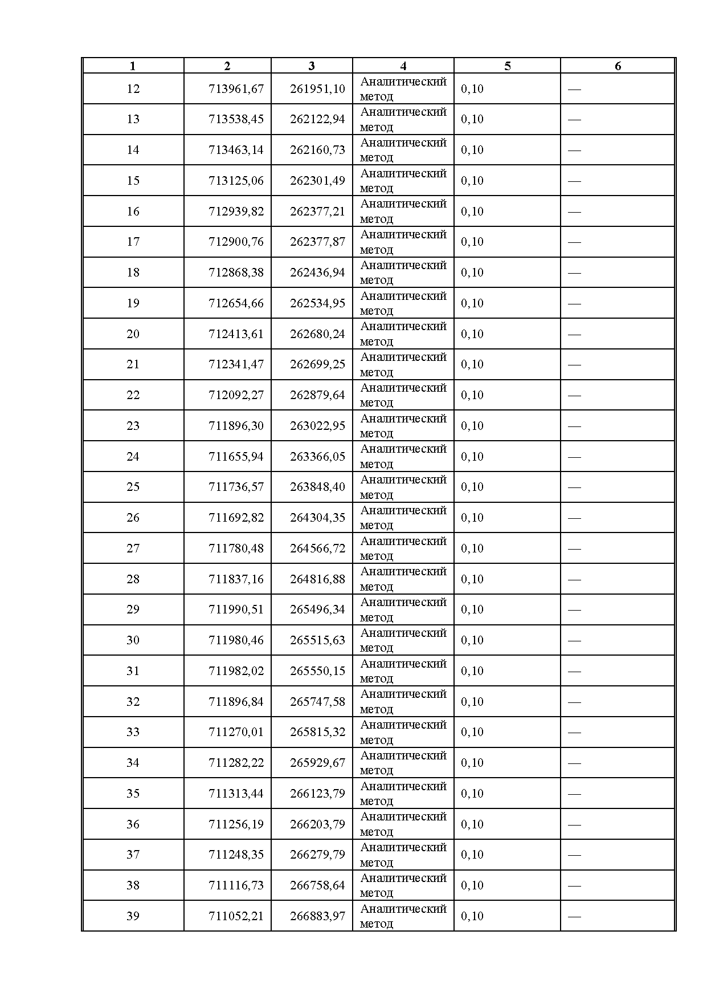 1 2 3 4 5 6
12 713961,67 261951,10 Аналитический метод 0,10 —
13 713538,45 262122,94 Аналитический метод 0,10 —
14 713463,14 262160,73 Аналитический метод 0,10 —
15 713125,06 262301,49 Аналитический метод 0,10 —
16 712939,82 262377,21 Аналитический метод 0,10 —
17 712900,76 262377,87 Аналитический метод 0,10 —
18 712868,38 262436,94 Аналитический метод 0,10 —
19 712654,66 262534,95 Аналитический метод 0,10 —
20 712413,61 262680,24 Аналитический метод 0,10 —
21 712341,47 262699,25 Аналитический метод 0,10 —
22 712092,27 262879,64 Аналитический метод 0,10 —
23 711896,30 263022,95 Аналитический метод 0,10 —
24 711655,94 263366,05 Аналитический метод 0,10 —
25 711736,57 263848,40 Аналитический метод 0,10 —
26 711692,82 264304,35 Аналитический метод 0,10 —
27 711780,48 264566,72 Аналитический метод 0,10 —
28 711837,16 264816,88 Аналитический метод 0,10 —
29 711990,51 265496,34 Аналитический метод 0,10 —
30 711980,46 265515,63 Аналитический метод 0,10 —
31 711982,02 265550,15 Аналитический метод 0,10 —
32 711896,84 265747,58 Аналитический метод 0,10 —
33 711270,01 265815,32 Аналитический метод 0,10 —
34 711282,22 265929,67 Аналитический метод 0,10 —
35 711313,44 266123,79 Аналитический метод 0,10 —
36 711256,19 266203,79 Аналитический метод 0,10 —
37 711248,35 266279,79 Аналитический метод 0,10 —
38 711116,73 266758,64 Аналитический метод 0,10 —
39 711052,21 266883,97 Аналитический метод 0,10 —